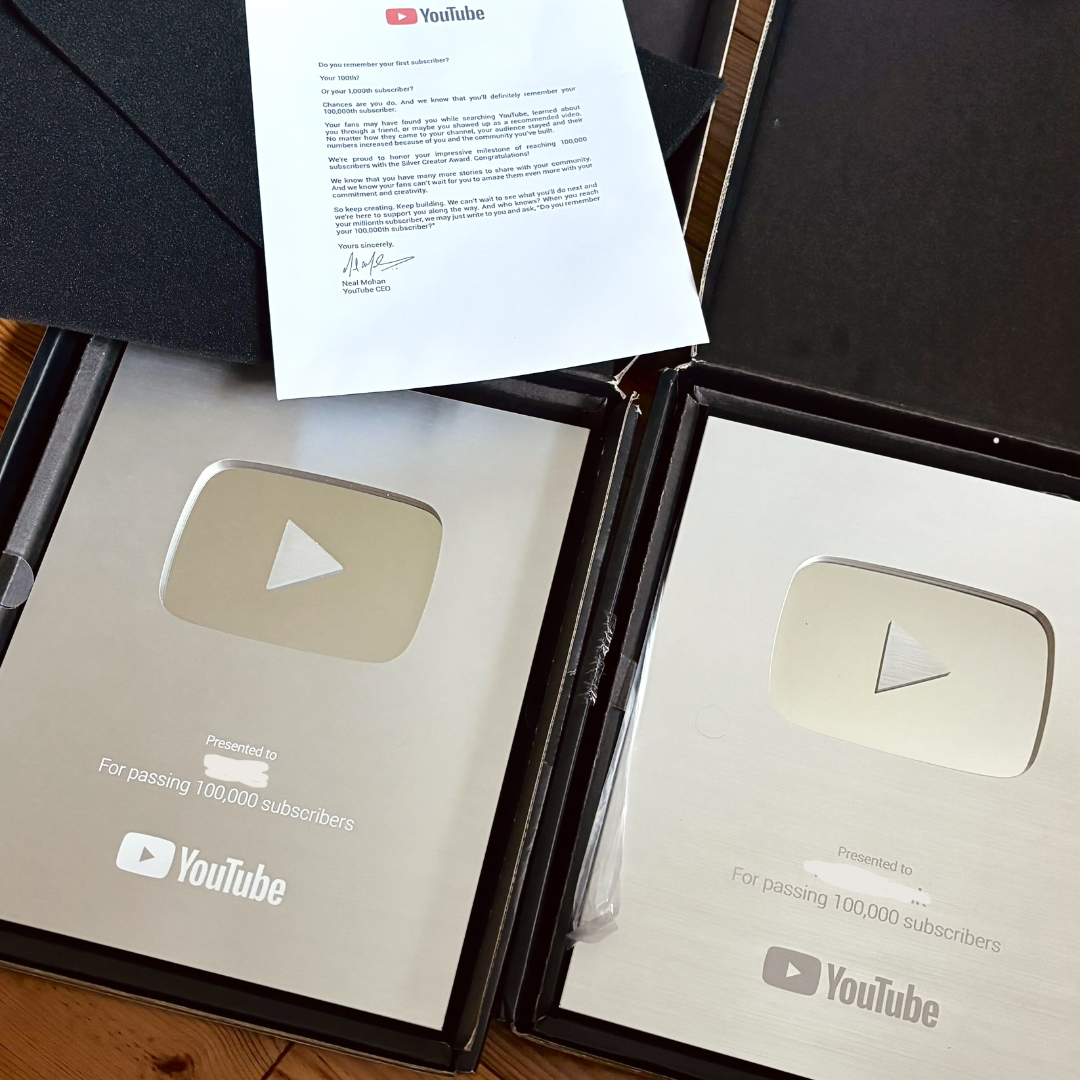 YouTube
Do you remember your first subscriber?
Your 100th?
Or your 1,000th subscriber?
Chances are you do. And we know that you'll definitely remember your
100,000th subscriber.
Your fans may have found you while searching YouTube, learned about
you through a friend, or maybe you showed up as a recommended video.
No matter how they came to your channel, your audience stayed and their
numbers increased because of you and the community you've built.
We're proud to honor your impressive milestone of reaching 100,000
subscribers with the Silver Creator Award. Congratulations!
We know that you have many more stories to share with your community.
And we know your fans can't wait for you to amaze them even more with your
commitment and creativity.
So keep creating. Keep building. We can't wait to see what you'll do next and
we're here to support you along the way. And who knows? When you reach
your millionth subscriber, we may just write to you and ask, "Do you remember
your 100,000th subscriber?"
Yours sincerely,
Neal Mohan
YouTube CEO
Presented to
For passing 100,000 subscribers
YouTube
Presented to
For passing 100,000 subscribers
YouTube